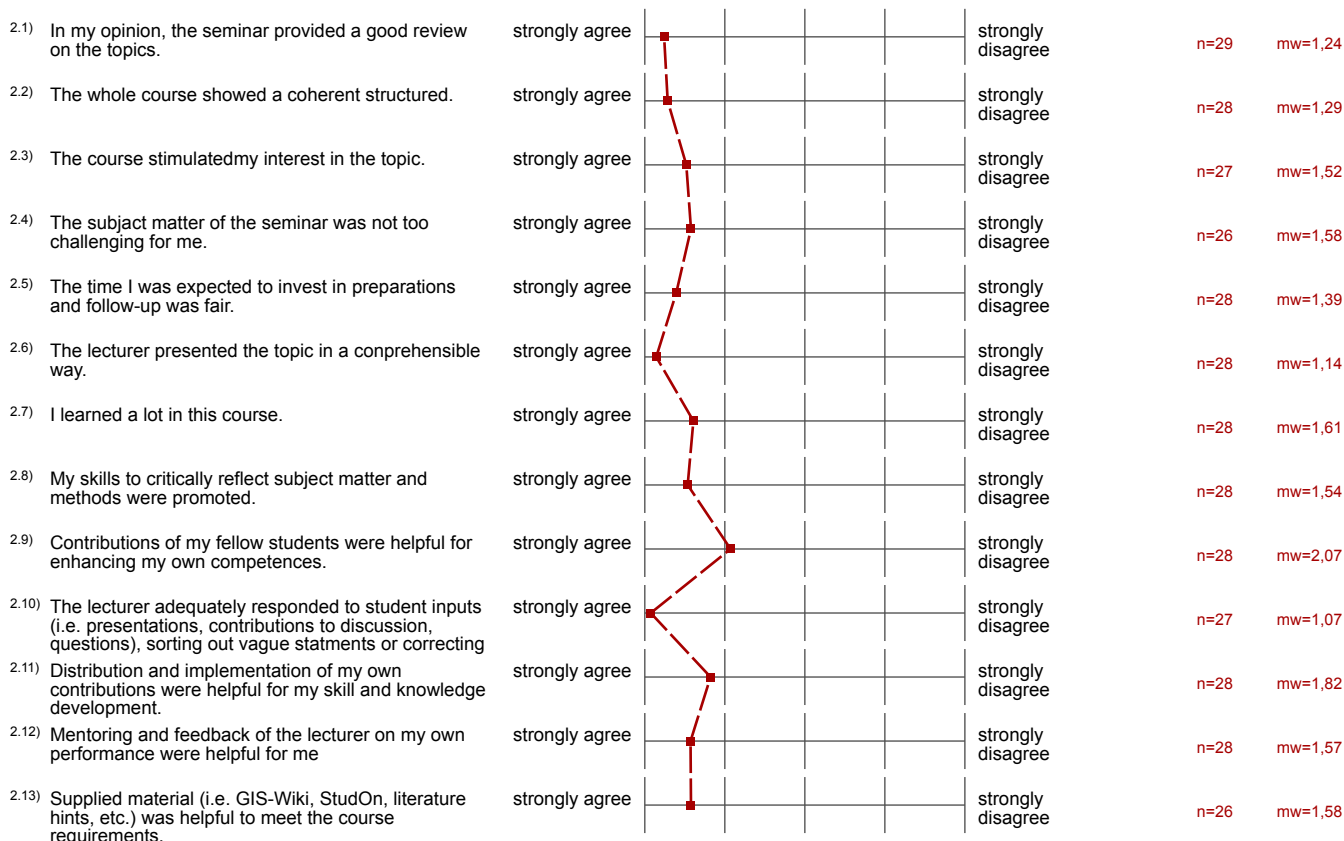 2.1) In my opinion, the seminar provided a good review strongly agree strongly
on the topics. disagree n=29 mw=1,24
2.2) The whole course showed a coherent structured. strongly agree strongly
disagree n=28 mw=1,29
2.3) The course stimulatedmy interest in the topic. strongly agree strongly
disagree n=27 mw=1,52
2.4) The subjact matter of the seminar was not too strongly agree strongly
challenging for me. disagree n=26 mw=1,58
2.5) The time I was expected to invest in preparations strongly agree strongly
and follow-up was fair. disagree n=28 mw=1,39
2.6) The lecturer presented the topic in a conprehensible strongly agree strongly
way. disagree n=28 mw=1,14
2.7) I learned a lot in this course. strongly agree strongly
disagree n=28 mw=1,61
2.8) My skills to critically reflect subject matter and strongly agree strongly
methods were promoted. disagree n=28 mw=1,54
2.9) Contributions of my fellow students were helpful for strongly agree strongly
enhancing my own competences. disagree n=28 mw=2,07
2.10) The lecturer adequately responded to student inputs strongly agree strongly
(i.e. presentations, contributions to discussion, disagree n=27 mw=1,07
questions), sorting out vague statments or correcting
2.11) Distribution and implementation of my own strongly agree strongly
contributions were helpful for my skill and knowledge disagree n=28 mw=1,82
development.
2.12) Mentoring and feedback of the lecturer on my own strongly agree strongly
performance were helpful for me disagree n=28 mw=1,57
2.13) Supplied material (i.e. GIS-Wiki, StudOn, literature strongly agree strongly
hints, etc.) was helpful to meet the course disagree n=26 mw=1,58
requirements.